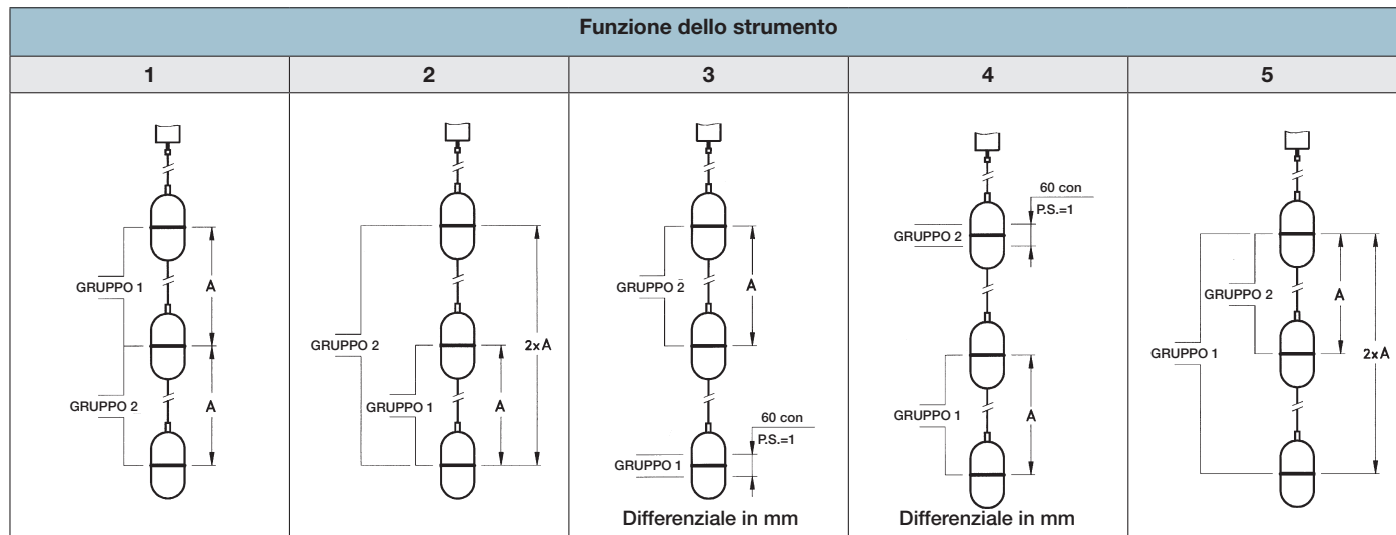 Funzione dello strumento
1
2
3
4
5
GRUPPO 1
A
GRUPPO 2
A
GRUPPO 2
GRUPPO 1
A
2xA
GRUPPO 2
A
60 con
P.S.=1
GRUPPO 1
Differenziale in mm
60 con
P.S.=1
GRUPPO 2
GRUPPO 1
A
Differenziale in mm
GRUPPO 2
A
GRUPPO 1
2xA